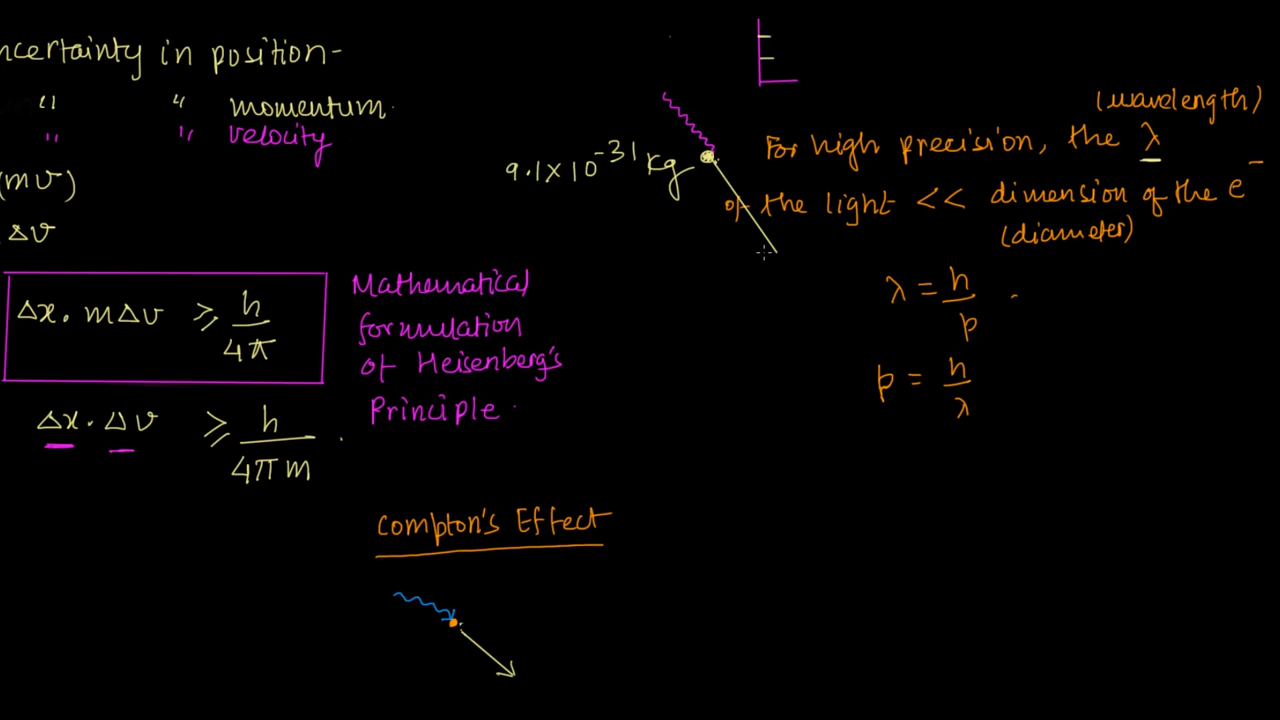 ncertainty in position-
" " momentum.
" " velocity
(mv)
Δv
Δx. mΔv ≥ h/4π
Mathematical
formulation
of Heisenberg's
Principle.
Δx. Δv ≥ h/4πm.
Compton's Effect
9.1×10⁻³¹ kg
(wavelength)
For high precision, the λ
of the light << dimension of the e⁻
(diameter)
λ = h/p .
p = h/λ